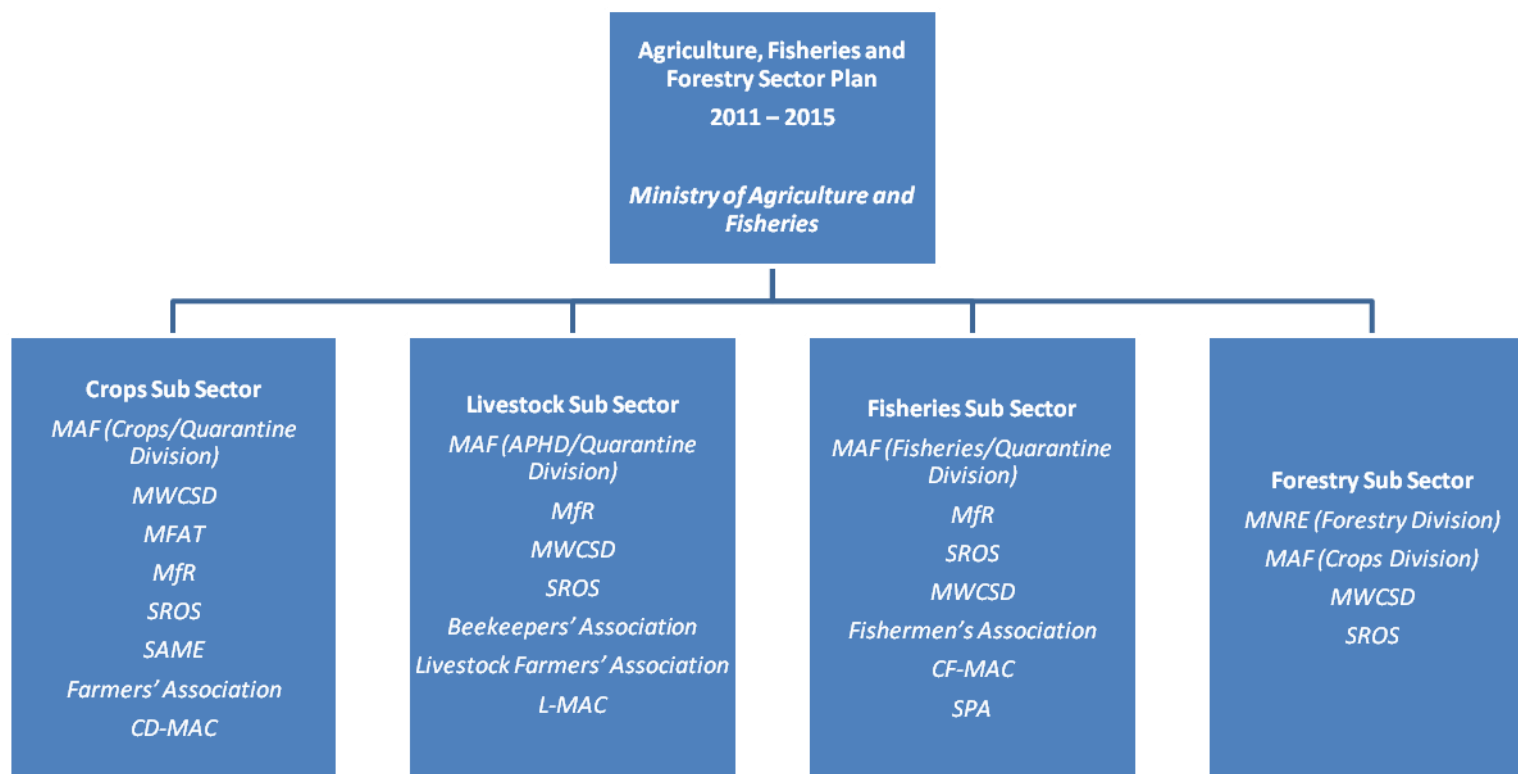 Agriculture, Fisheries and
Forestry Sector Plan
2011 – 2015
Ministry of Agriculture and
Fisheries
Crops Sub Sector
MAF (Crops/Quarantine
Division)
MWCSD
MFAT
MfR
SROS
SAME
Farmers’ Association
CD-MAC
Livestock Sub Sector
MAF (APHD/Quarantine
Division)
MfR
MWCSD
SROS
Beekeepers’ Association
Livestock Farmers’ Association
L-MAC
Fisheries Sub Sector
MAF (Fisheries/Quarantine
Division)
MfR
SROS
MWCSD
Fishermen’s Association
CF-MAC
SPA
Forestry Sub Sector
MNRE (Forestry Division)
MAF (Crops Division)
MWCSD
SROS